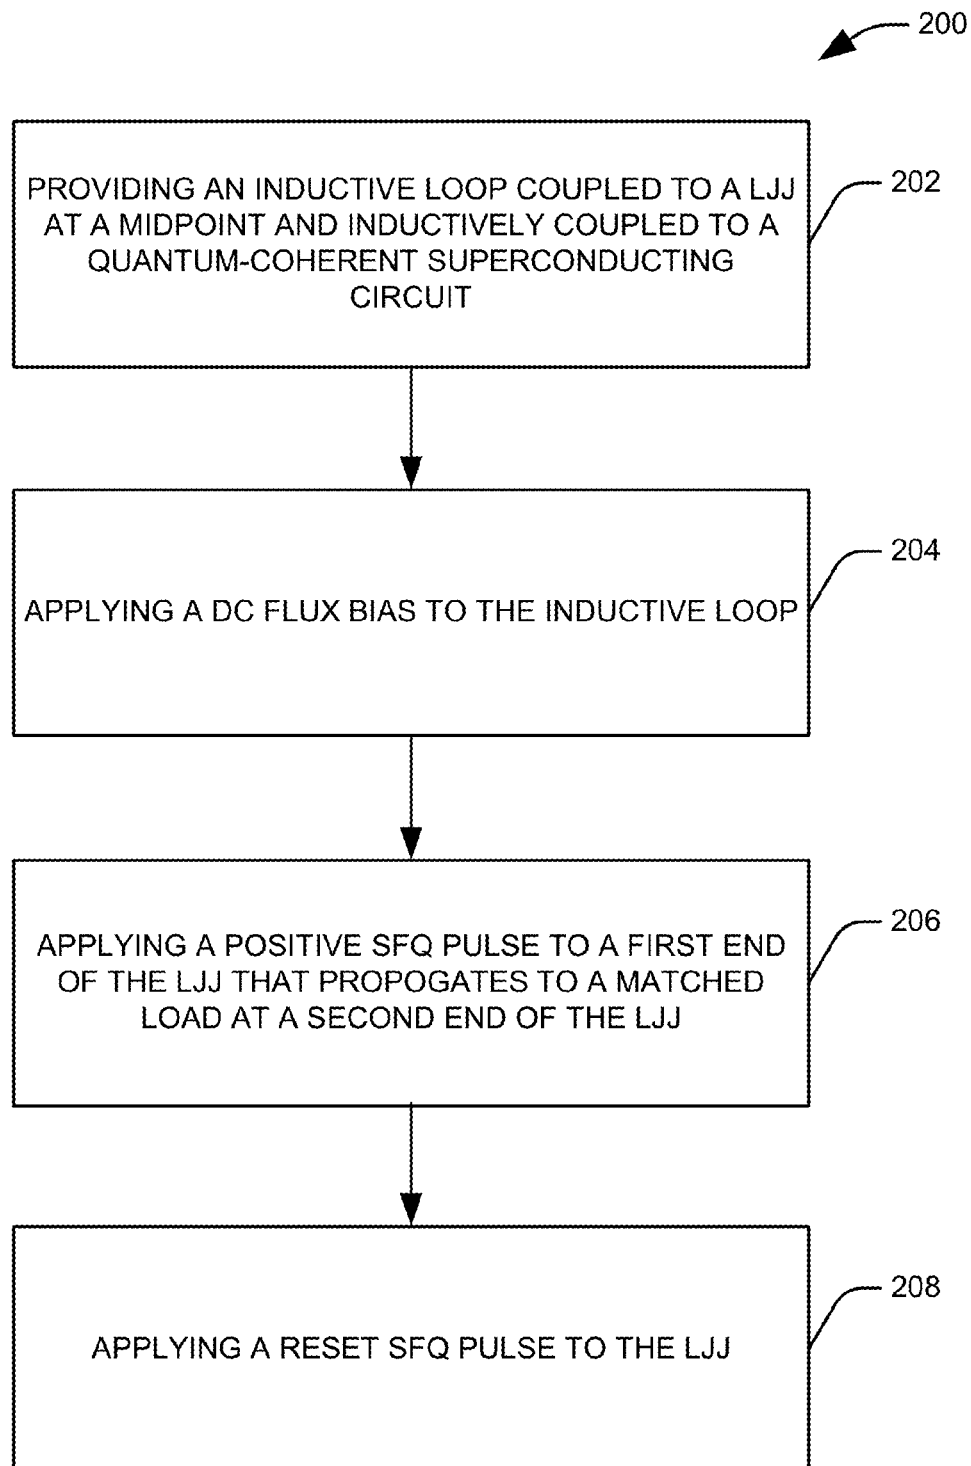 200
PROVIDING AN INDUCTIVE LOOP COUPLED TO A LJJ
AT A MIDPOINT AND INDUCTIVELY COUPLED TO A
QUANTUM-COHERENT SUPERCONDUCTING
CIRCUIT
202
APPLYING A DC FLUX BIAS TO THE INDUCTIVE LOOP
204
APPLYING A POSITIVE SFQ PULSE TO A FIRST END
OF THE LJJ THAT PROPOGATES TO A MATCHED
LOAD AT A SECOND END OF THE LJJ
206
APPLYING A RESET SFQ PULSE TO THE LJJ
208